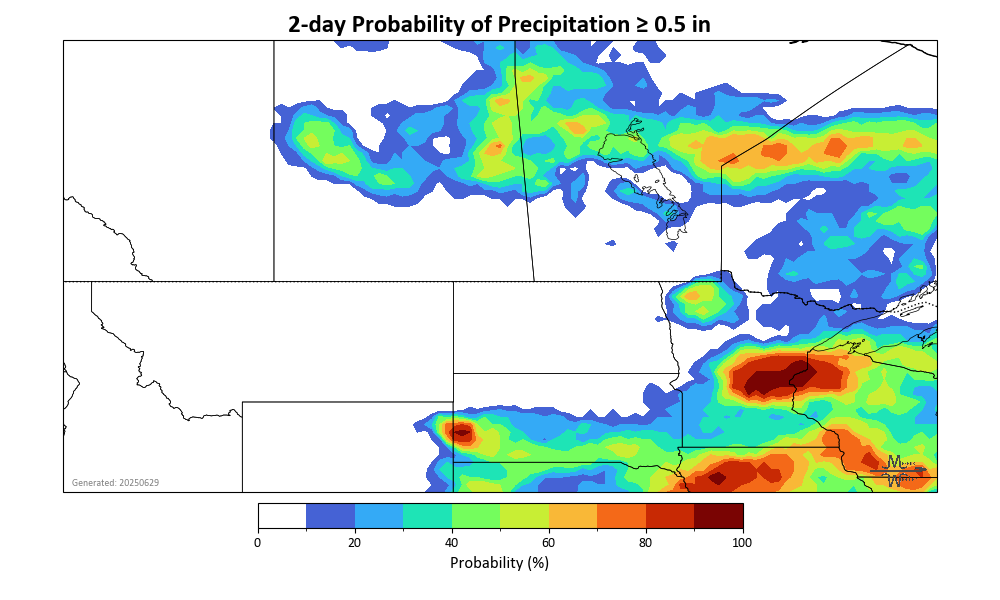 2-day Probability of Precipitation ≥ 0.5 in
Generated: 20250629
0 20 40 60 80 100
Probability (%)